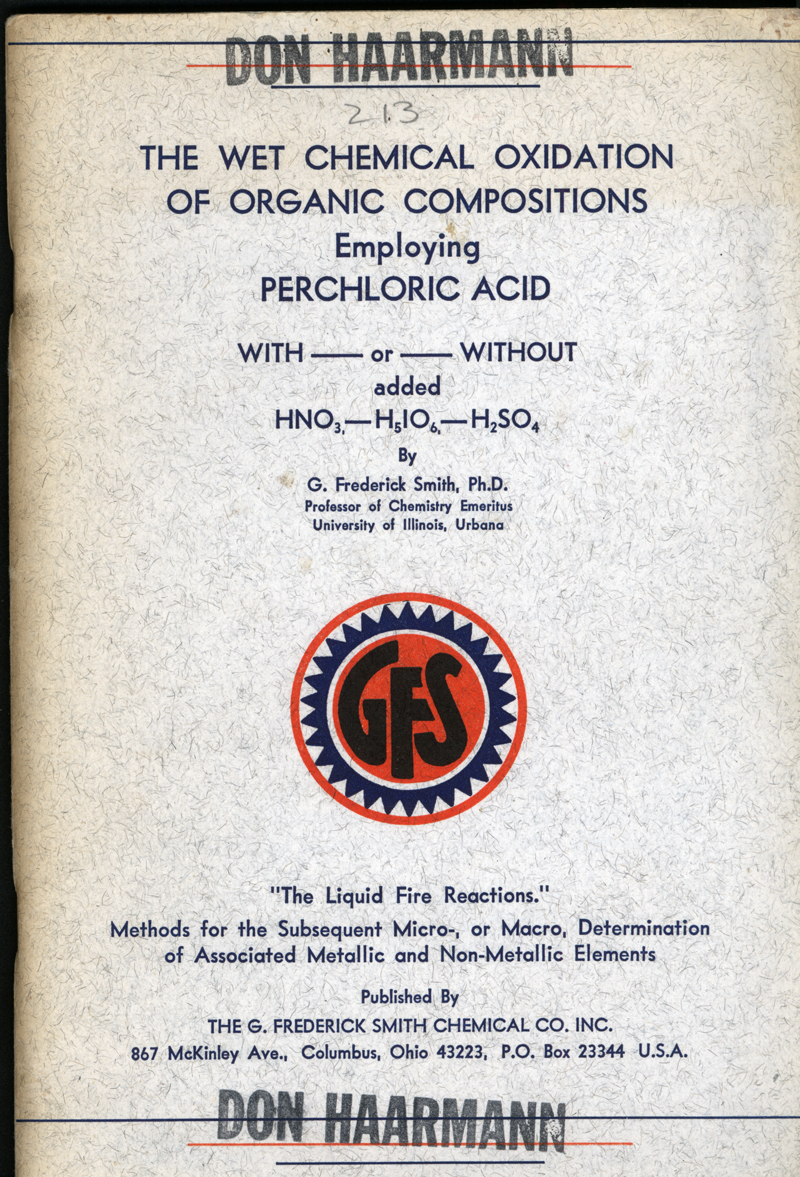 DON HAARMANN
213
THE WET CHEMICAL OXIDATION
OF ORGANIC COMPOSITIONS
Employing
PERCHLORIC ACID
WITH —— or —— WITHOUT
added
HNO₃,—H₅IO₆,—H₂SO₄
By
G. Frederick Smith, Ph.D.
Professor of Chemistry Emeritus
University of Illinois, Urbana
GFS
"The Liquid Fire Reactions."
Methods for the Subsequent Micro-, or Macro, Determination
of Associated Metallic and Non-Metallic Elements
Published By
THE G. FREDERICK SMITH CHEMICAL CO. INC.
867 McKinley Ave., Columbus, Ohio 43223, P.O. Box 23344 U.S.A.
DON HAARMANN